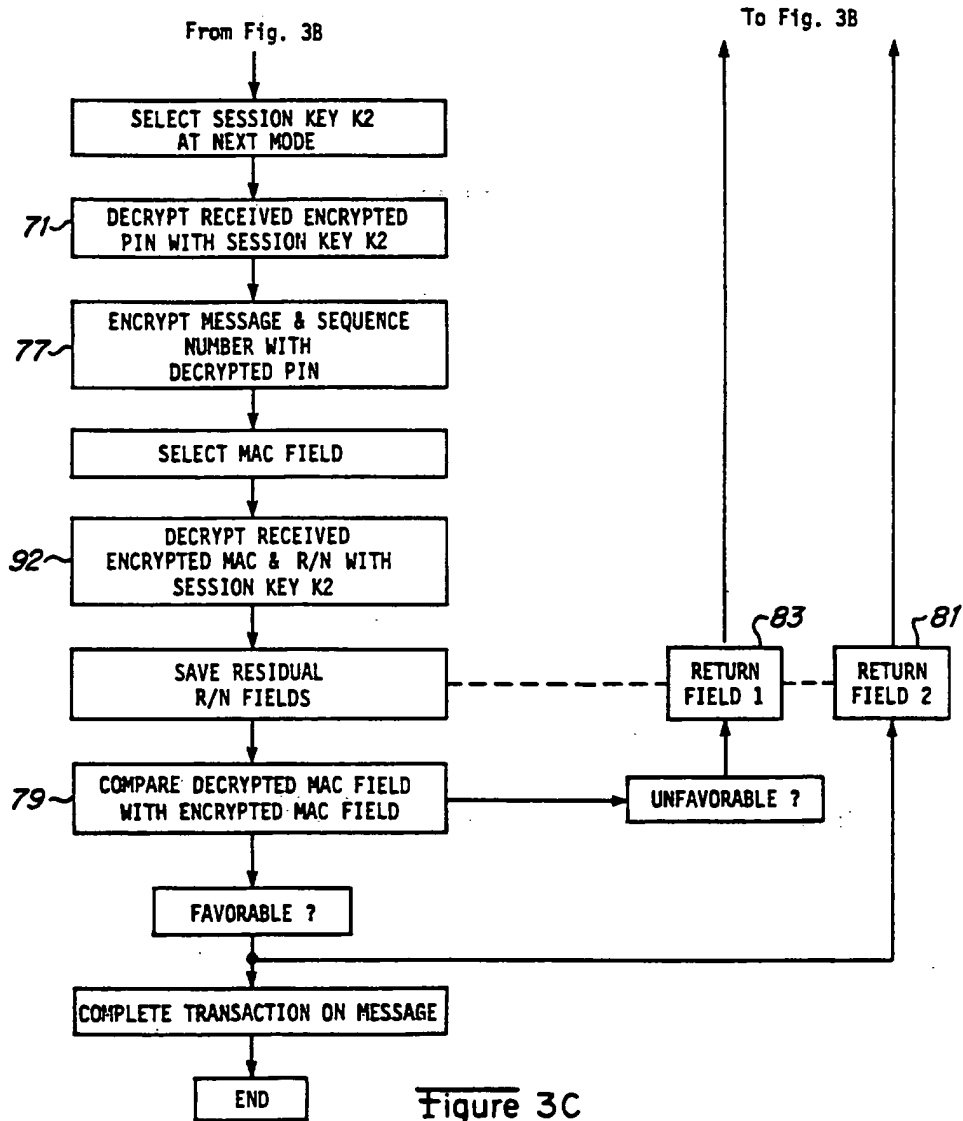 From Fig. 3B
To Fig. 3B
SELECT SESSION KEY K2
AT NEXT MODE
71
DECRYPT RECEIVED ENCRYPTED
PIN WITH SESSION KEY K2
77
ENCRYPT MESSAGE & SEQUENCE
NUMBER WITH
DECRYPTED PIN
SELECT MAC FIELD
92
DECRYPT RECEIVED
ENCRYPTED MAC & R/N WITH
SESSION KEY K2
SAVE RESIDUAL
R/N FIELDS
83
RETURN
FIELD 1
81
RETURN
FIELD 2
79
COMPARE DECRYPTED MAC FIELD
WITH ENCRYPTED MAC FIELD
UNFAVORABLE ?
FAVORABLE ?
COMPLETE TRANSACTION ON MESSAGE
END
Figure 3C